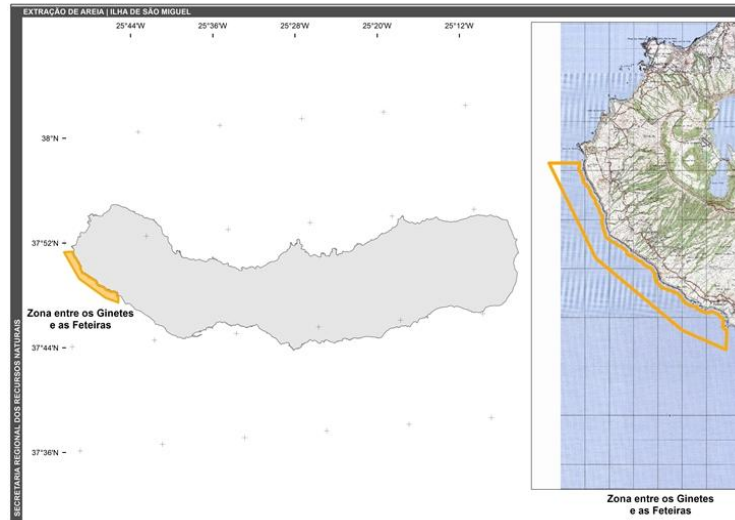 EXTRAÇÃO DE AREIA | ILHA DE SÃO MIGUEL
25°44'W
25°36'W
25°28'W
25°20'W
25°12'W
38°N
37°52'N
Zona entre os Ginetes
e as Feteiras
37°44'N
37°36'N
SECRETARIA REGIONAL DOS RECURSOS NATURAIS
Zona entre os Ginetes
e as Feteiras